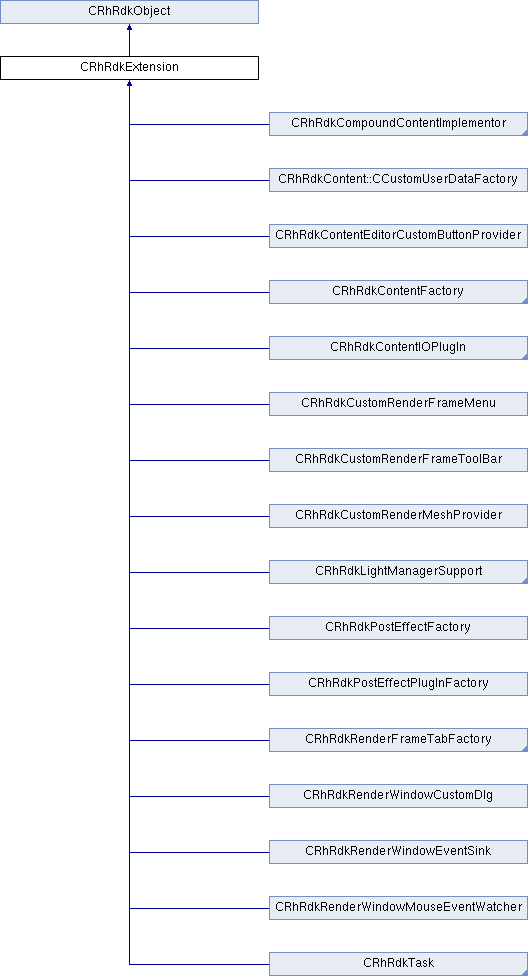 CRhRdkObject
CRhRdkExtension
CRhRdkCompoundContentImplementor
CRhRdkContent::CCustomUserDataFactory
CRhRdkContentEditorCustomButtonProvider
CRhRdkContentFactory
CRhRdkContentIOPlugIn
CRhRdkCustomRenderFrameMenu
CRhRdkCustomRenderFrameToolBar
CRhRdkCustomRenderMeshProvider
CRhRdkLightManagerSupport
CRhRdkPostEffectFactory
CRhRdkPostEffectPlugInFactory
CRhRdkRenderFrameTabFactory
CRhRdkRenderWindowCustomDlg
CRhRdkRenderWindowEventSink
CRhRdkRenderWindowMouseEventWatcher
CRhRdkTask